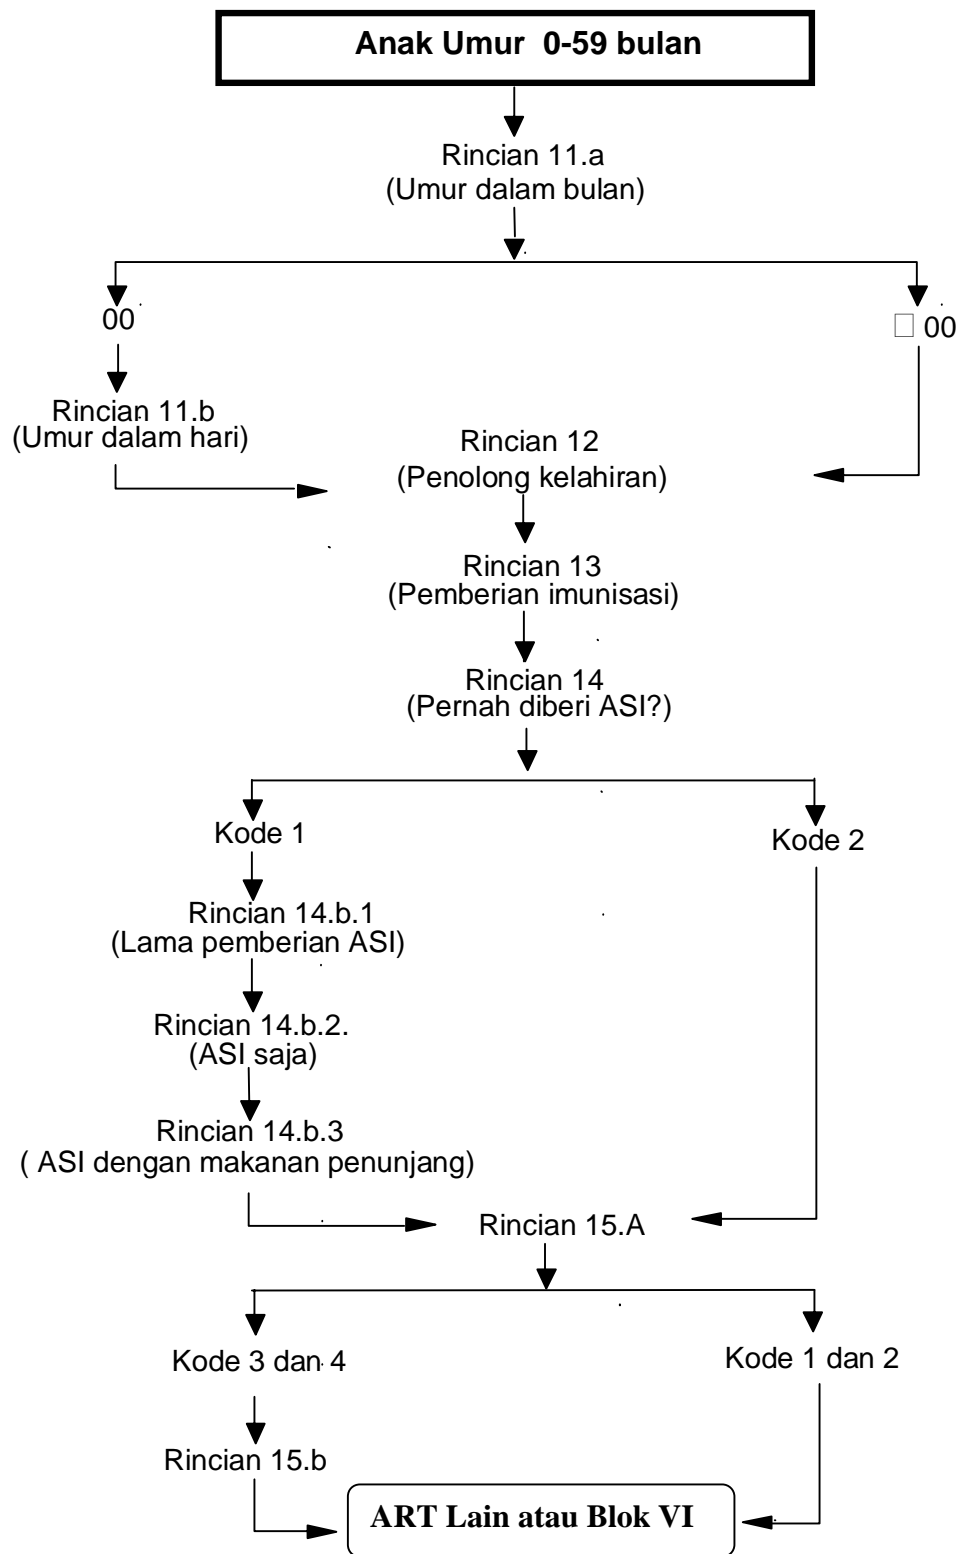 Anak Umur 0-59 bulan
Rincian 11.a
(Umur dalam bulan)
00
□ 00
Rincian 11.b
(Umur dalam hari)
Rincian 12
(Penolong kelahiran)
Rincian 13
(Pemberian imunisasi)
Rincian 14
(Pernah diberi ASI?)
Kode 1
Kode 2
Rincian 14.b.1
(Lama pemberian ASI)
Rincian 14.b.2.
(ASI saja)
Rincian 14.b.3
( ASI dengan makanan penunjang)
Rincian 15.A
Kode 3 dan 4
Kode 1 dan 2
Rincian 15.b
ART Lain atau Blok VI